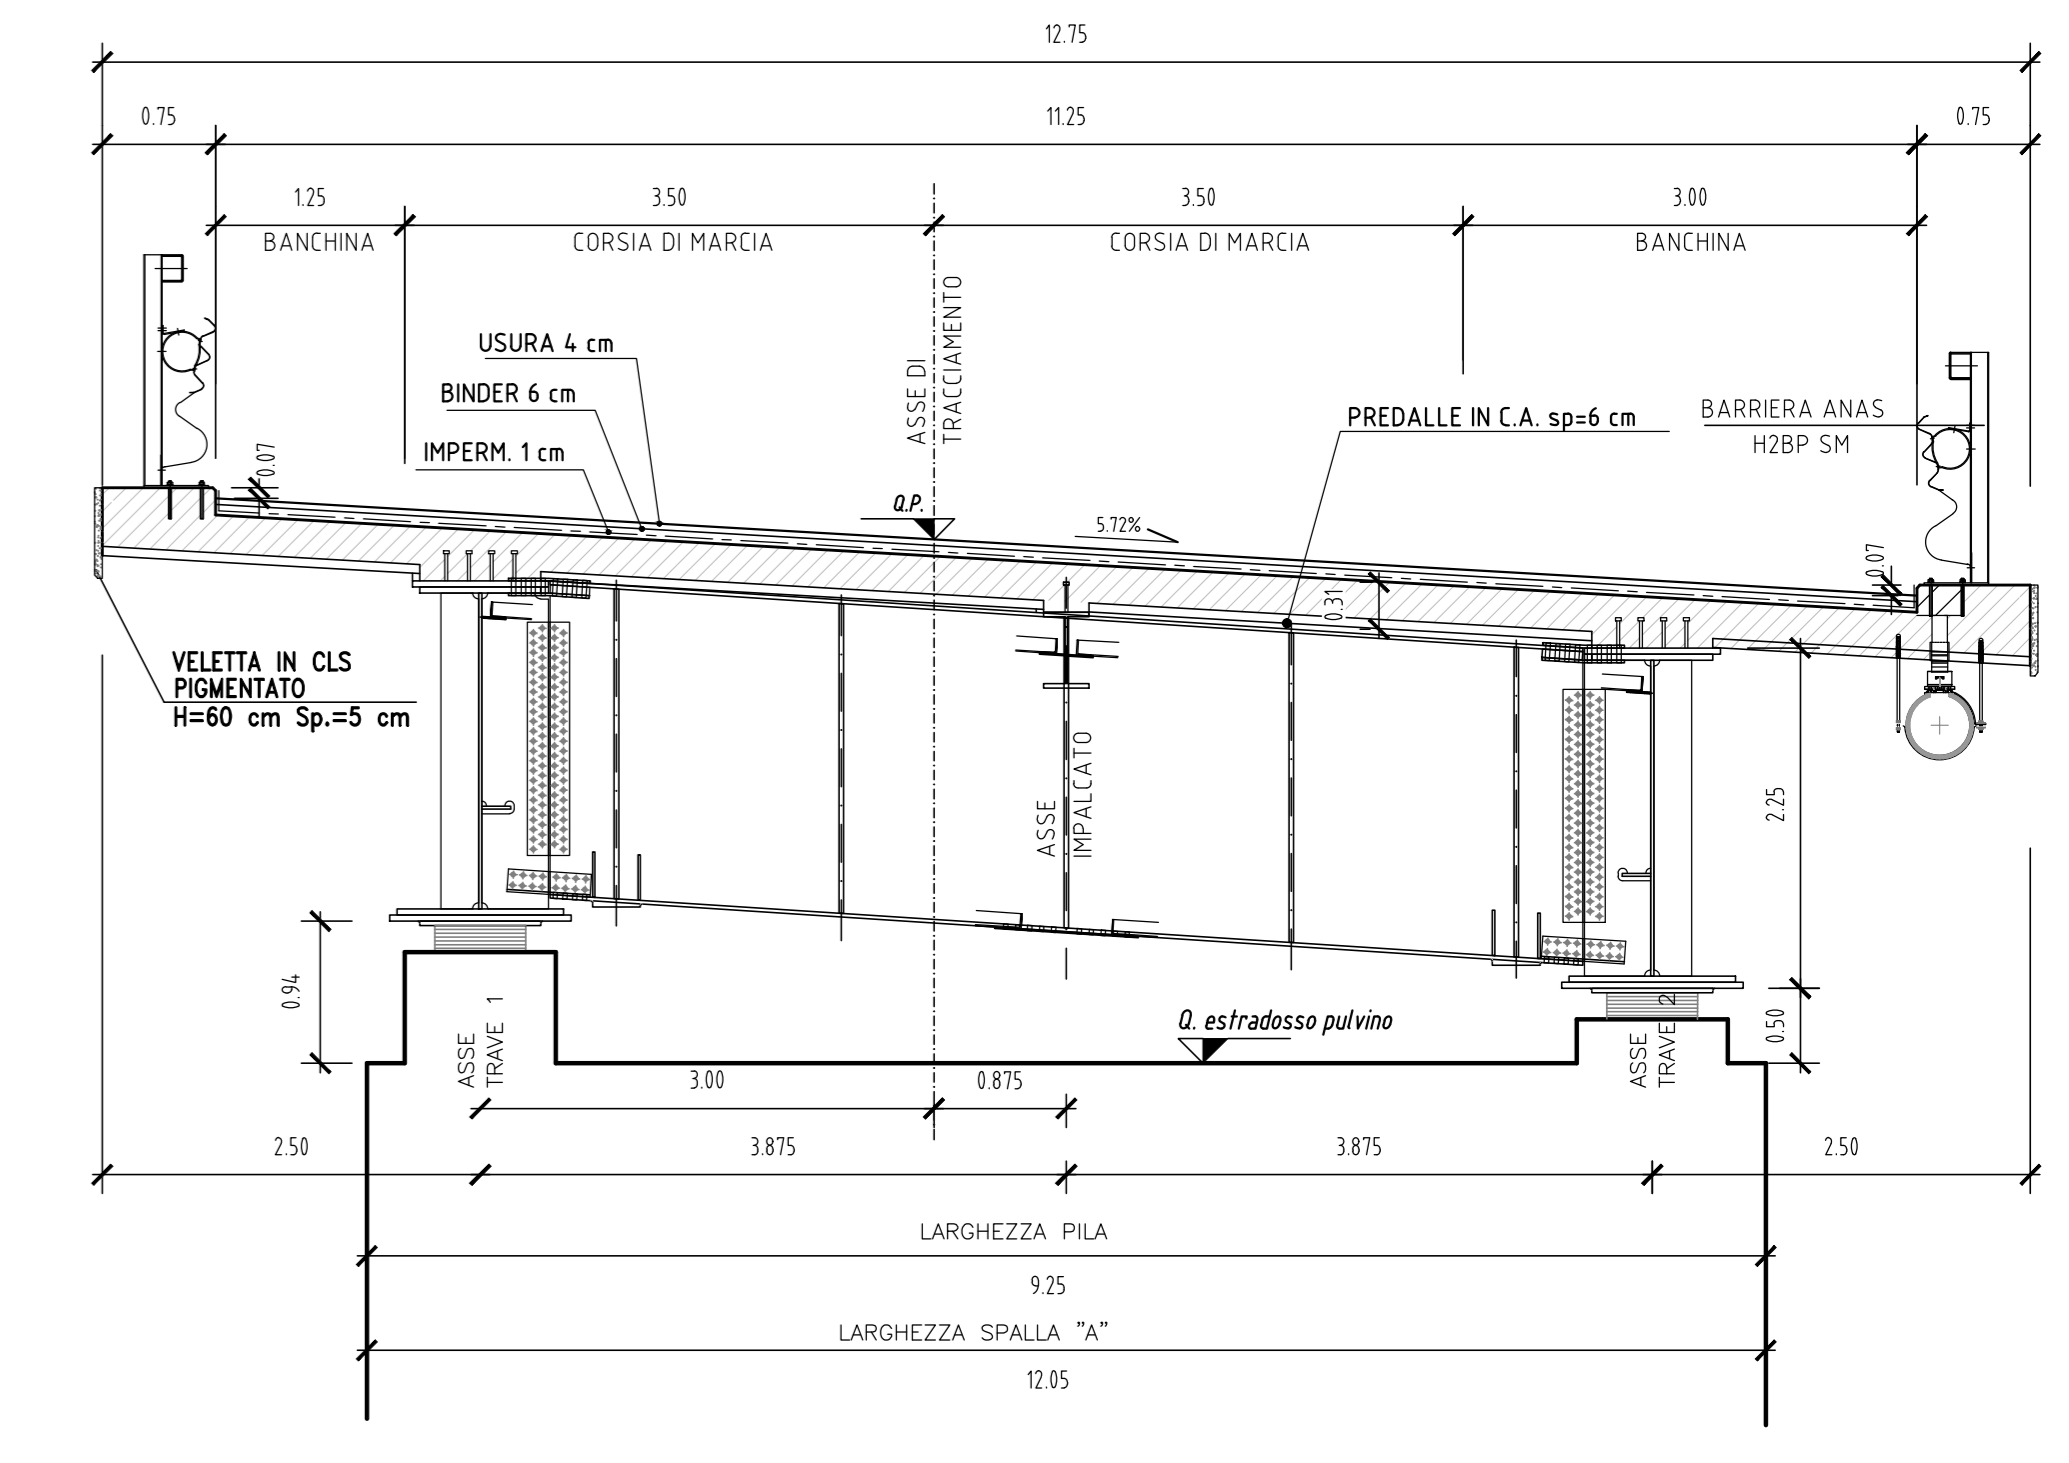 12.75
0.75
11.25
0.75
1.25
3.50
3.50
3.00
BANCHINA
CORSIA DI MARCIA
CORSIA DI MARCIA
BANCHINA
ASSE DI
TRACCIAMENTO
USURA 4 cm
BINDER 6 cm
IMPERM. 1 cm
0.07
Q.P.
5.72%
PREDALLE IN C.A. sp=6 cm
BARRIERA ANAS
H2BP SM
0.07
0.31
VELETTA IN CLS
PIGMENTATO
H=60 cm Sp.=5 cm
ASSE
IMPALCATO
2.25
0.94
0.50
ASSE
TRAVE 1
Q. estradosso pulvino
ASSE
TRAVE 2
3.00
0.875
2.50
3.875
3.875
2.50
LARGHEZZA PILA
9.25
LARGHEZZA SPALLA "A"
12.05